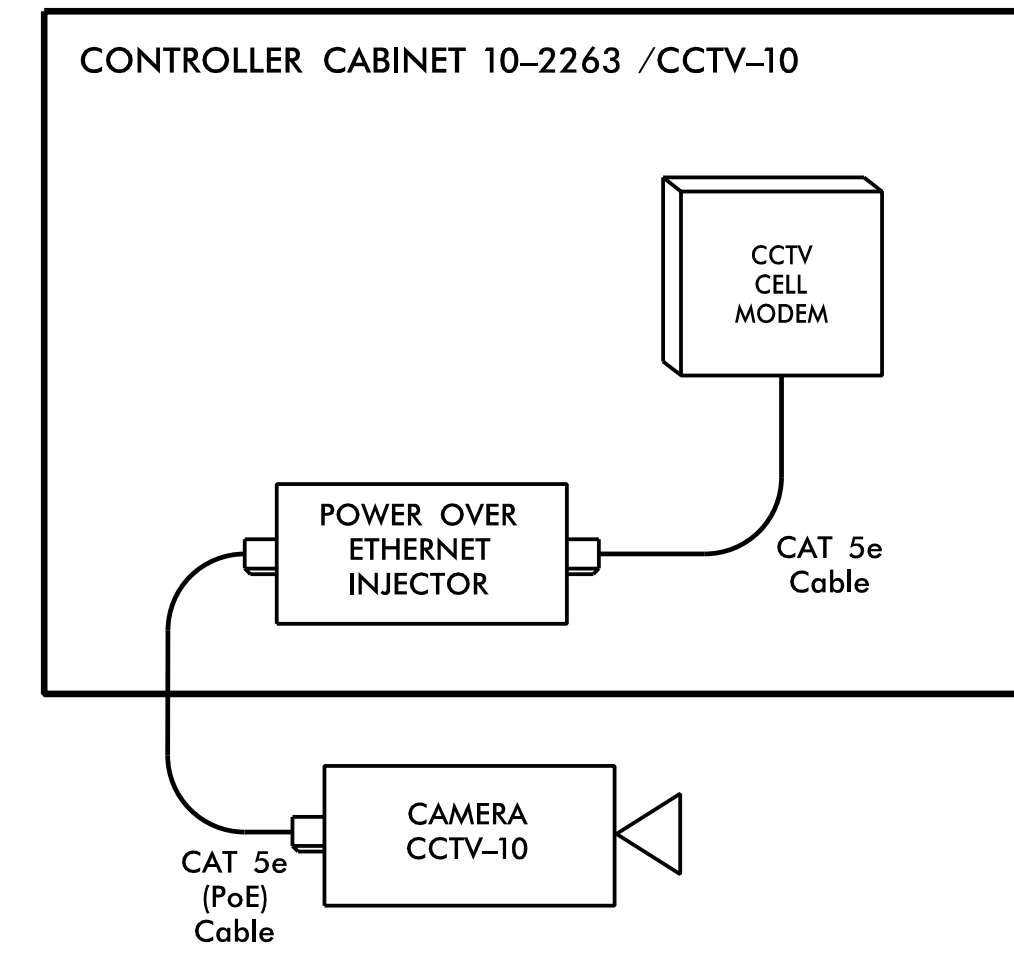 CONTROLLER CABINET 10–2263 /CCTV–10
CCTV
CELL
MODEM
POWER OVER
ETHERNET
INJECTOR
CAT 5e
Cable
CAMERA
CCTV–10
CAT 5e
(PoE)
Cable